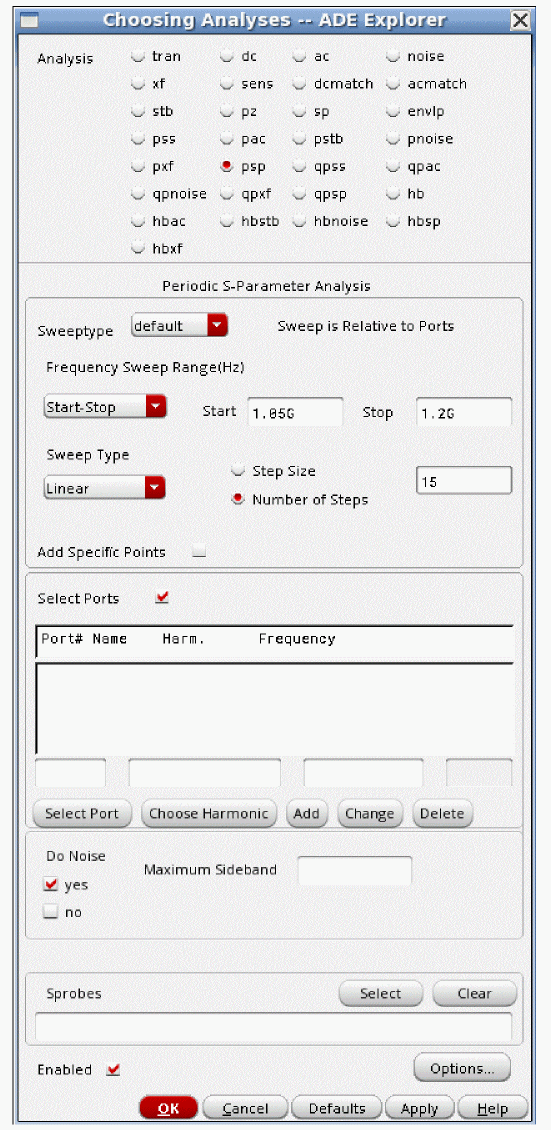 Choosing Analyses -- ADE Explorer
Analysis tran dc ac noise
xf sens dcmatch acmatch
stb pz sp envlp
pss pac pstb pnoise
pxf psp qpss qpac
qpnoise qpxf qpsp hb
hbac hbstb hbnoise hbsp
hbxf
Periodic S-Parameter Analysis
Sweeptype default Sweep is Relative to Ports
Frequency Sweep Range(Hz)
Start-Stop Start 1.05G Stop 1.2G
Sweep Type
Linear
Step Size
Number of Steps
15
Add Specific Points
Select Ports
Port# Name Harm. Frequency
Select Port Choose Harmonic Add Change Delete
Do Noise
yes
no
Maximum Sideband
Sprobes Select Clear
Enabled Options...
OK Cancel Defaults Apply Help